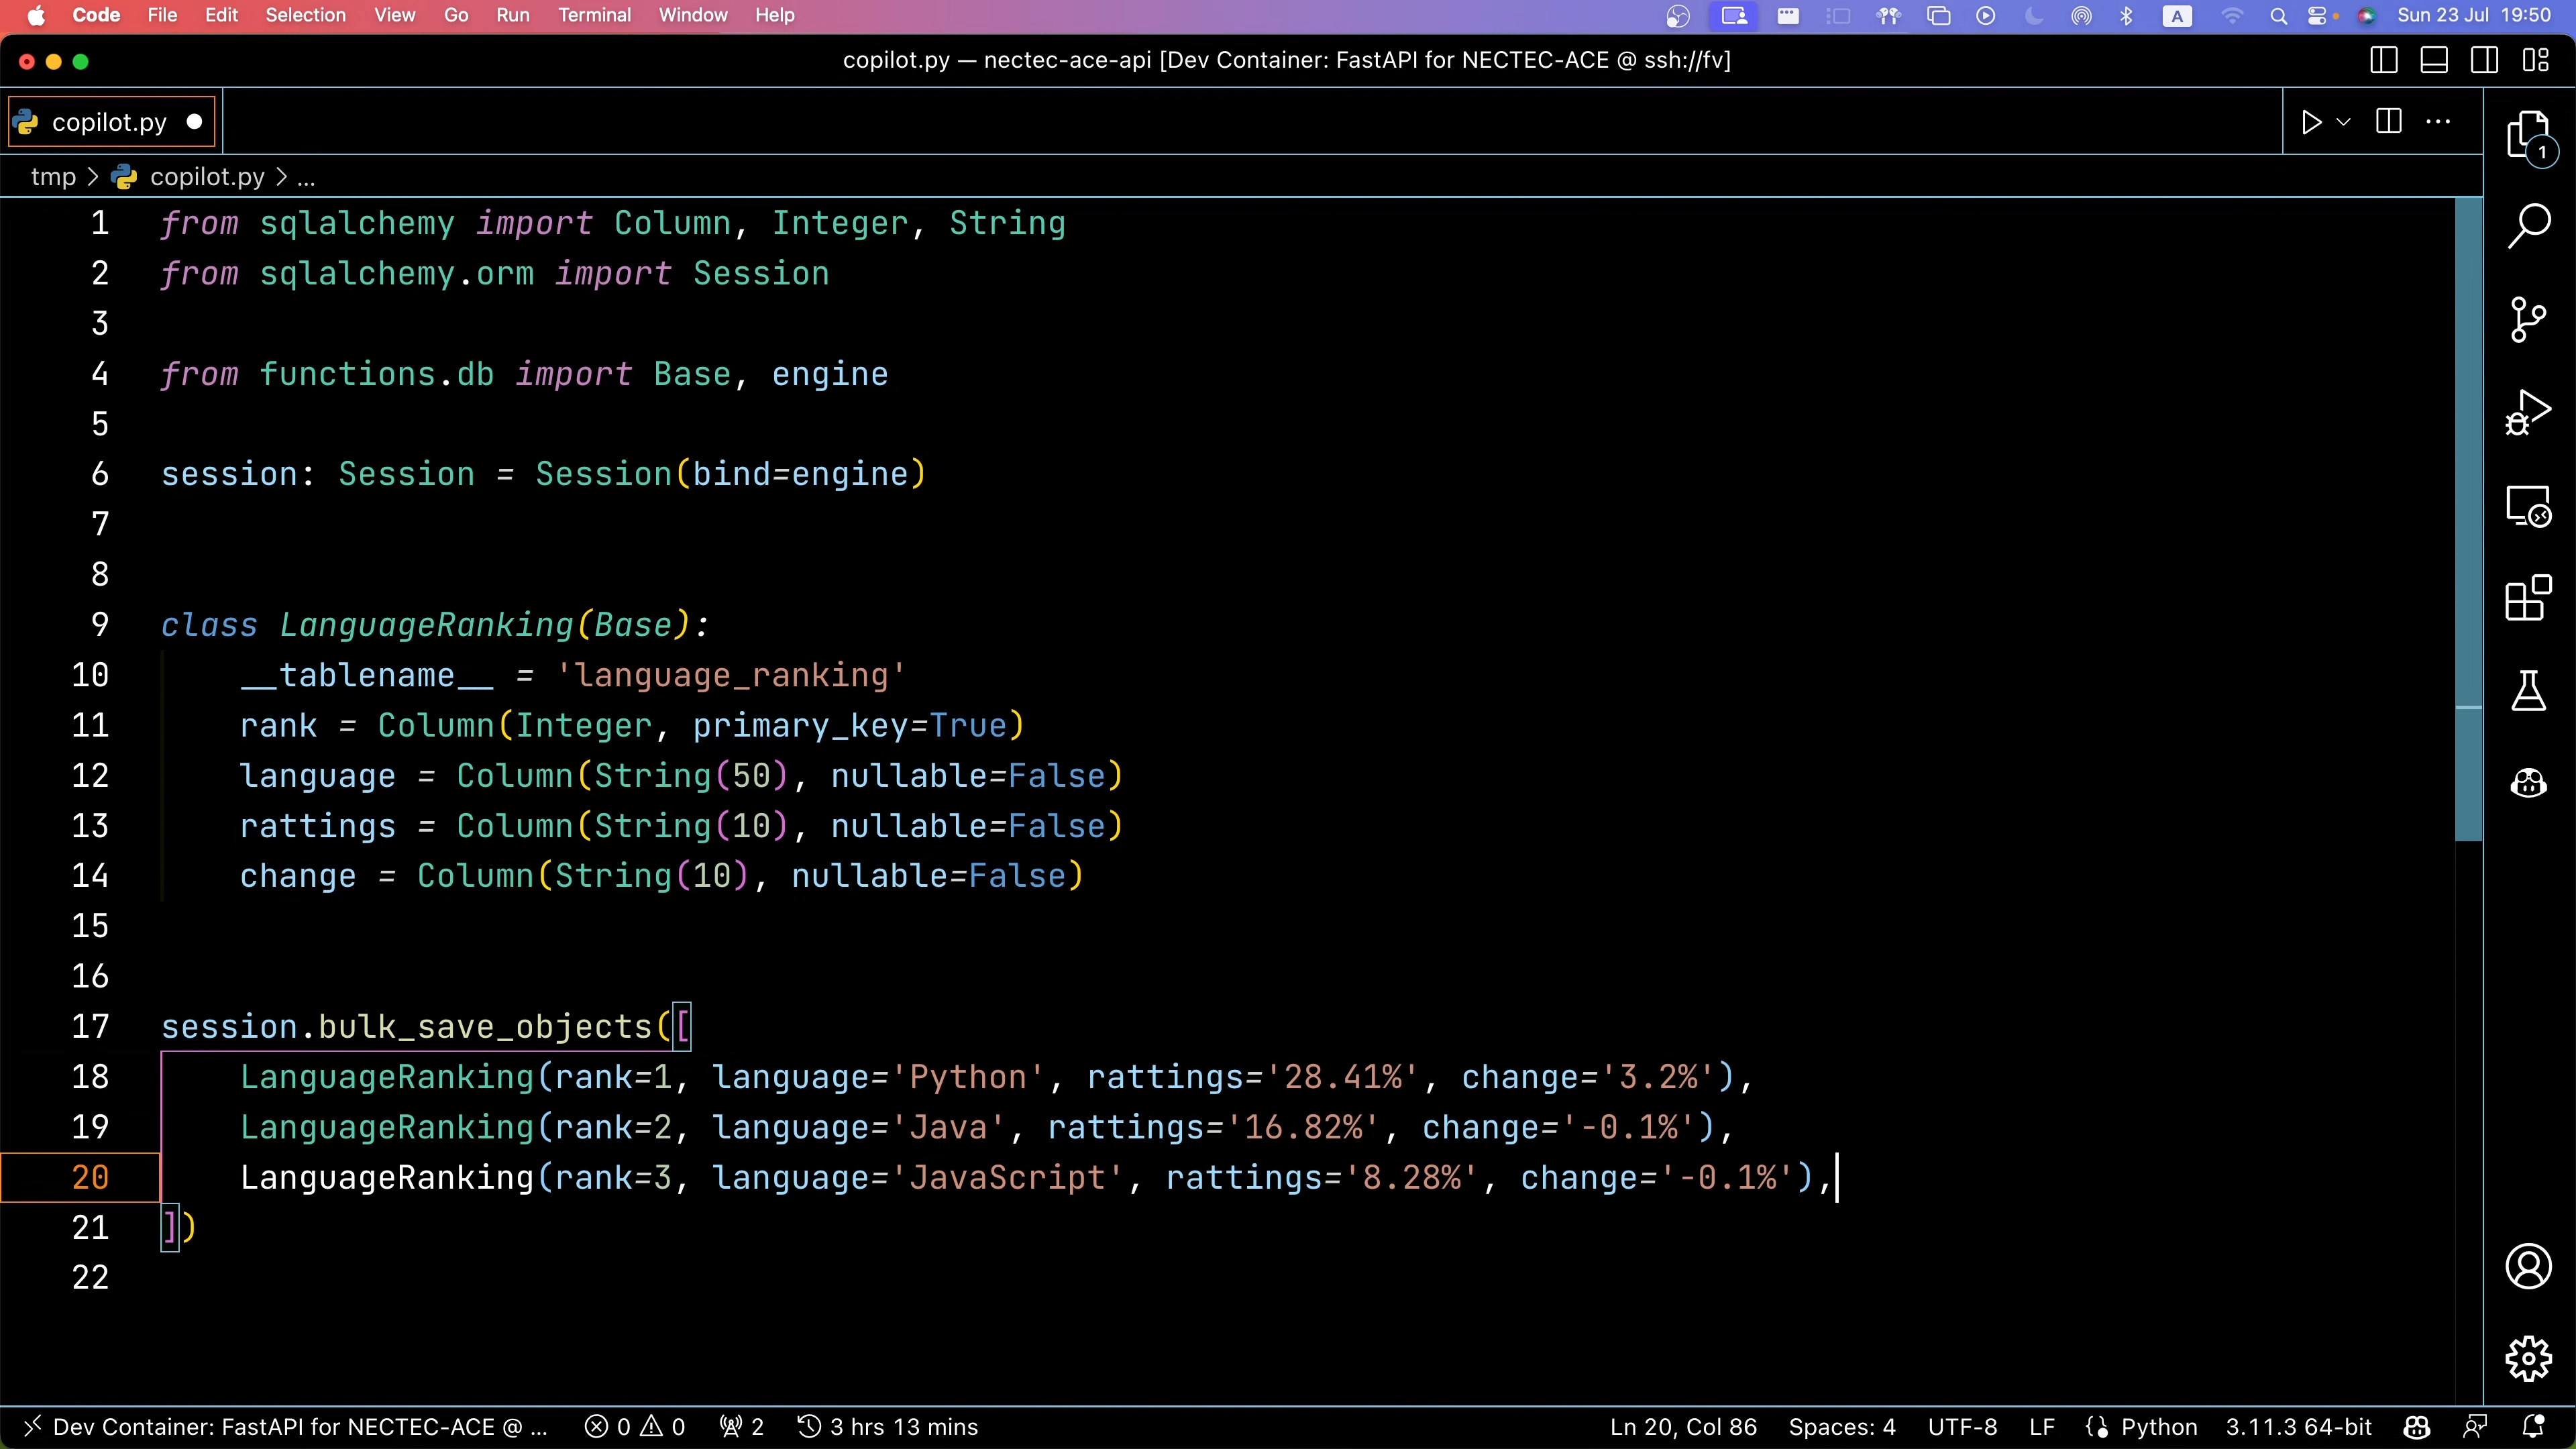 Code File Edit Selection View Go Run Terminal Window Help A Sun 23 Jul 19:50
copilot.py — nectec-ace-api [Dev Container: FastAPI for NECTEC-ACE @ ssh://fv]
copilot.py
tmp > copilot.py > ...
1
1 from sqlalchemy import Column, Integer, String
2 from sqlalchemy.orm import Session
3
4 from functions.db import Base, engine
5
6 session: Session = Session(bind=engine)
7
8
9 class LanguageRanking(Base):
10 __tablename__ = 'language_ranking'
11 rank = Column(Integer, primary_key=True)
12 language = Column(String(50), nullable=False)
13 rattings = Column(String(10), nullable=False)
14 change = Column(String(10), nullable=False)
15
16
17 session.bulk_save_objects([
18 LanguageRanking(rank=1, language='Python', rattings='28.41%', change='3.2%'),
19 LanguageRanking(rank=2, language='Java', rattings='16.82%', change='-0.1%'),
20 LanguageRanking(rank=3, language='JavaScript', rattings='8.28%', change='-0.1%'),
21 ])
22
Dev Container: FastAPI for NECTEC-ACE @ ... 0 0 2 3 hrs 13 mins Ln 20, Col 86 Spaces: 4 UTF-8 LF {} Python 3.11.3 64-bit